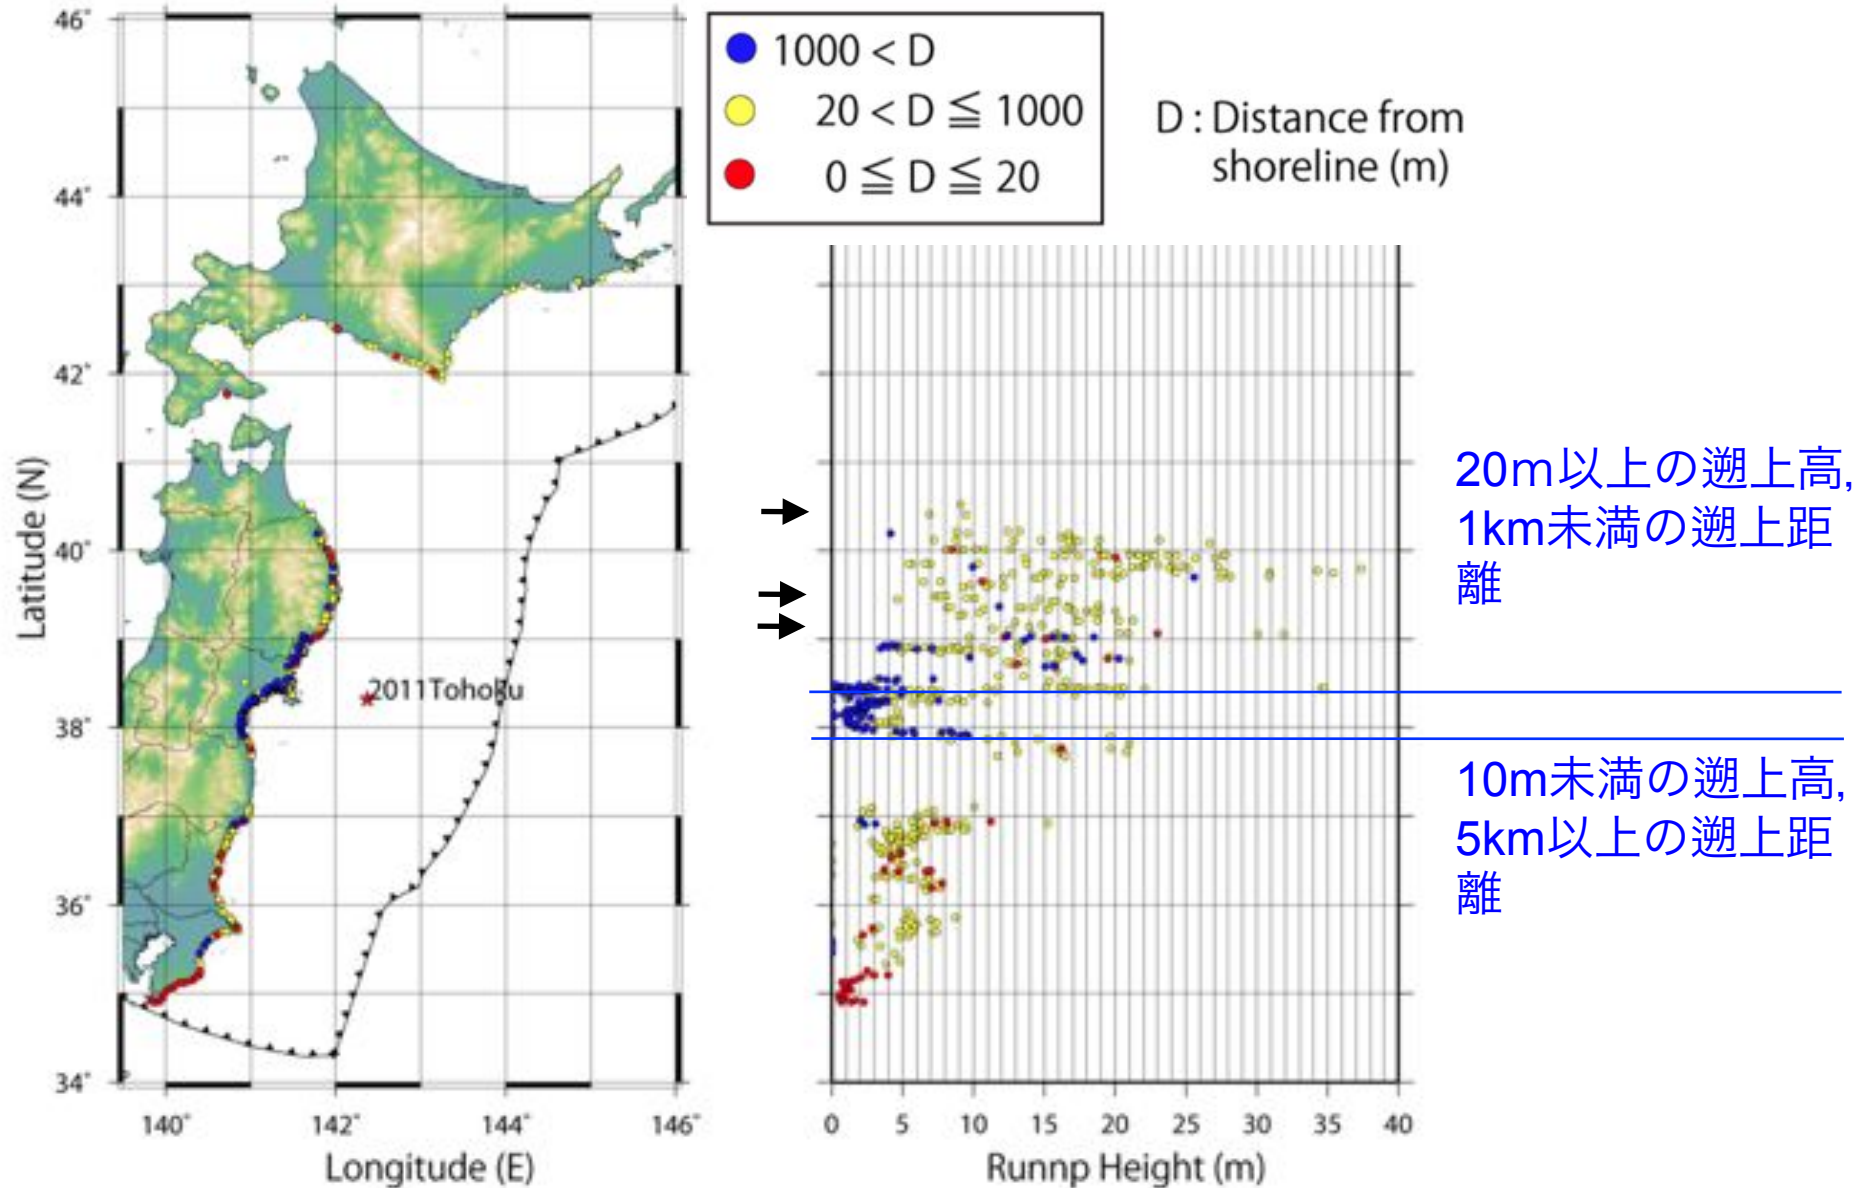 1000 < D
20 < D ≦ 1000
0 ≦ D ≦ 20
D : Distance from
shoreline (m)
46°
44°
42°
40°
38°
36°
34°
Latitude (N)
2011Tohoku
140°
142°
144°
146°
Longitude (E)
0
5
10
15
20
25
30
35
40
Runnp Height (m)
20m以上の遡上高,
1km未満の遡上距
離
10m未満の遡上高,
5km以上の遡上距
離